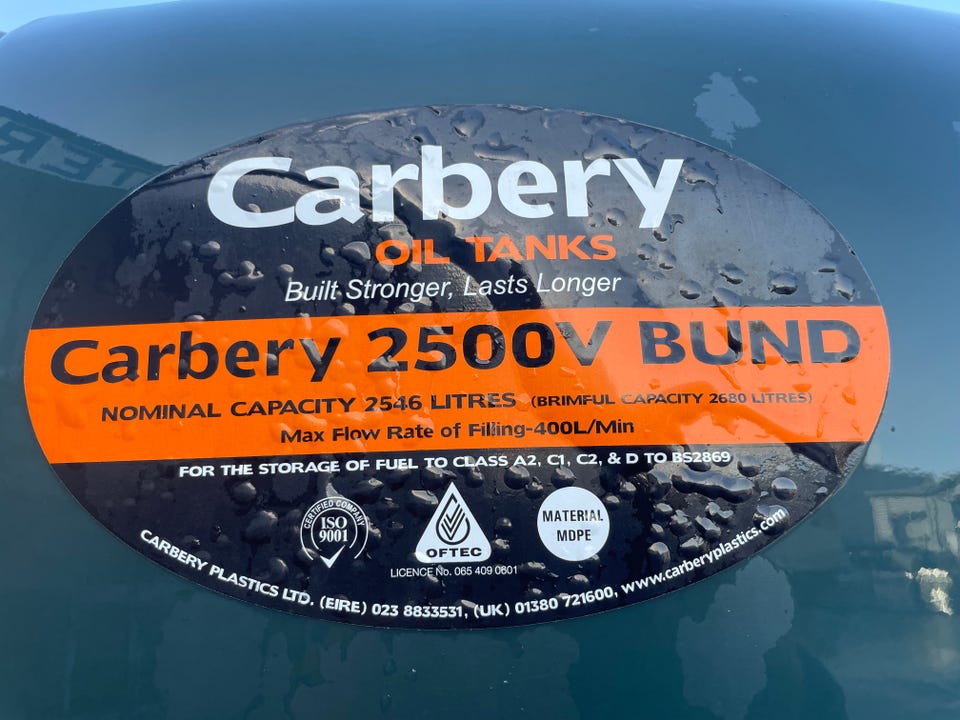 Carbery
OIL TANKS
Built Stronger, Lasts Longer
Carbery 2500V BUND
NOMINAL CAPACITY 2546 LITRES (BRIMFUL CAPACITY 2680 LITRES)
Max Flow Rate of Filling-400L/Min
FOR THE STORAGE OF FUEL TO CLASS A2, C1, C2, & D TO BS2869
CERTIFIED COMPANY
ISO
9001
OFTEC
LICENCE No. 065 409 0601
MATERIAL
MDPE
CARBERY PLASTICS LTD. (EIRE) 023 8833531, (UK) 01380 721600, www.carberyplastics.com